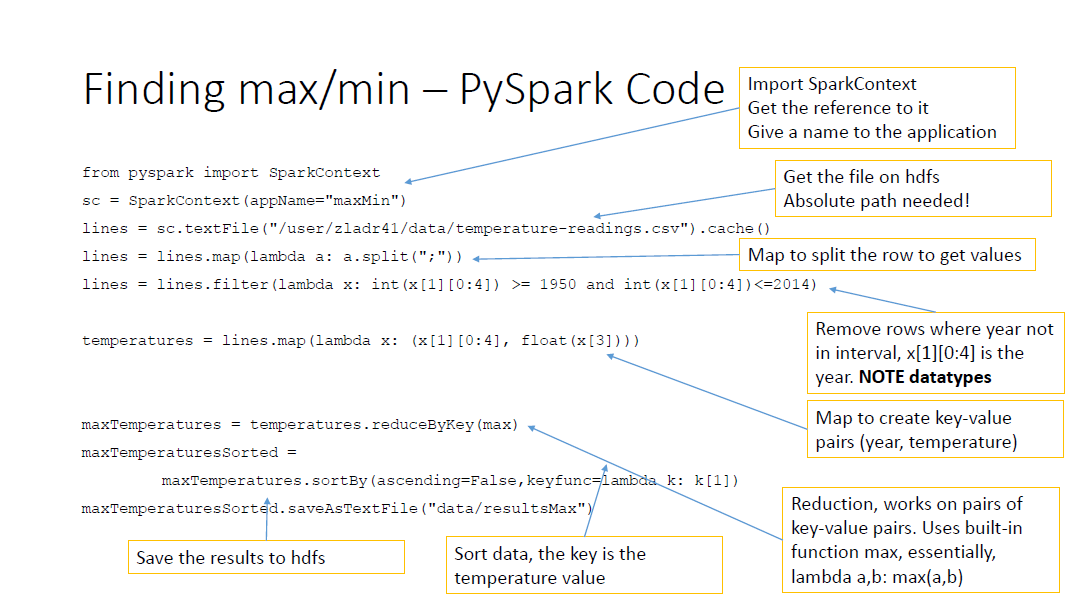 Finding max/min – PySpark Code
Import SparkContext
Get the reference to it
Give a name to the application
from pyspark import SparkContext
sc = SparkContext(appName="maxMin")
lines = sc.textFile("/user/zladr41/data/temperature-readings.csv").cache()
lines = lines.map(lambda a: a.split(";"))
lines = lines.filter(lambda x: int(x[1][0:4]) >= 1950 and int(x[1][0:4])<=2014)
Get the file on hdfs
Absolute path needed!
Map to split the row to get values
Remove rows where year not
in interval, x[1][0:4] is the
year. NOTE datatypes
temperatures = lines.map(lambda x: (x[1][0:4], float(x[3])))
Map to create key-value
pairs (year, temperature)
maxTemperatures = temperatures.reduceByKey(max)
maxTemperaturesSorted =
maxTemperatures.sortBy(ascending=False,keyfunc=lambda k: k[1])
maxTemperaturesSorted.saveAsTextFile("data/resultsMax")
Reduction, works on pairs of
key-value pairs. Uses built-in
function max, essentially,
lambda a,b: max(a,b)
Save the results to hdfs
Sort data, the key is the
temperature value